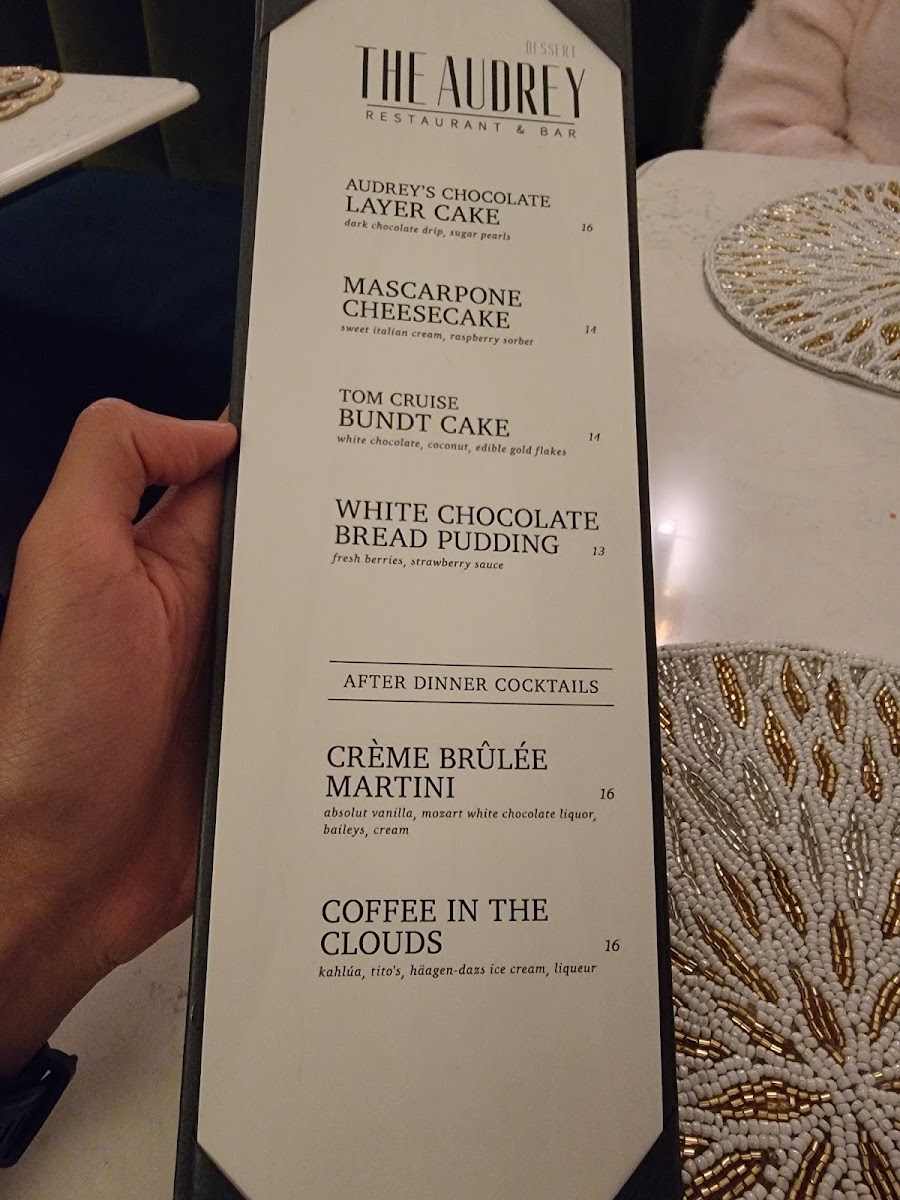 DESSERT
THE AUDREY
RESTAURANT & BAR
AUDREY'S CHOCOLATE
LAYER CAKE
dark chocolate drip, sugar pearls 16
MASCARPONE
CHEESECAKE
sweet italian cream, raspberry sorbet 14
TOM CRUISE
BUNDT CAKE 14
white chocolate, coconut, edible gold flakes
WHITE CHOCOLATE
BREAD PUDDING 13
fresh berries, strawberry sauce
AFTER DINNER COCKTAILS
CRÈME BRÛLÉE
MARTINI 16
absolut vanilla, mozart white chocolate liquor,
baileys, cream
COFFEE IN THE
CLOUDS 16
kahlúa, tito's, häagen-dazs ice cream, liqueur